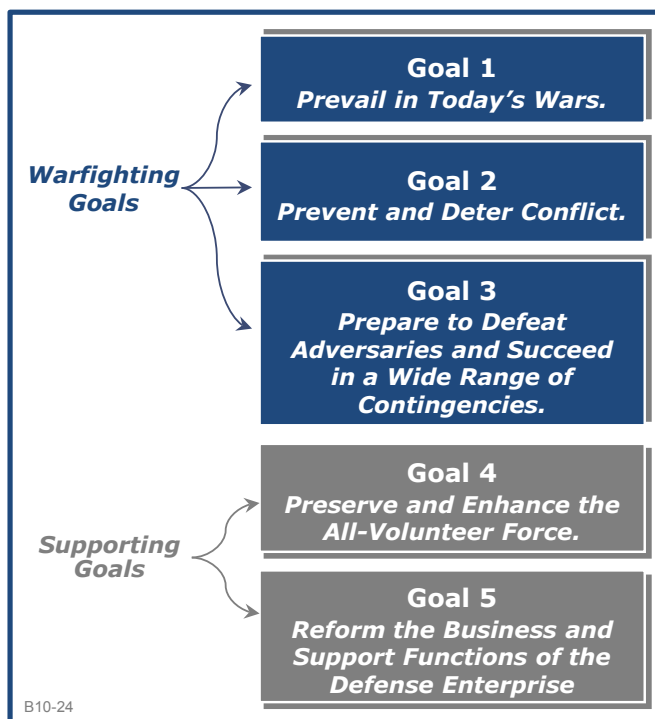 Goal 1
Prevail in Today's Wars.
Warfighting
Goals
Goal 2
Prevent and Deter Conflict.
Goal 3
Prepare to Defeat
Adversaries and Succeed
in a Wide Range of
Contingencies.
Goal 4
Preserve and Enhance the
All-Volunteer Force.
Supporting
Goals
Goal 5
Reform the Business and
Support Functions of the
Defense Enterprise
B10-24